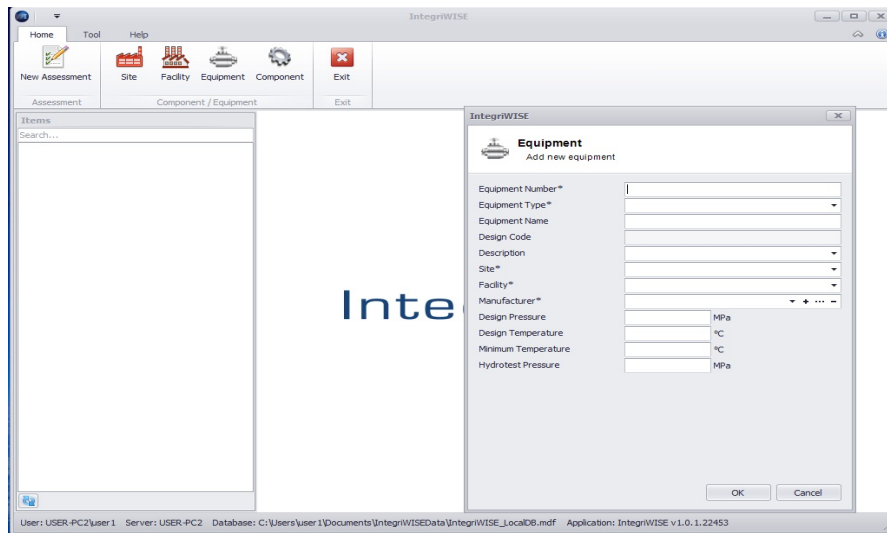 IntegriWISE
Home Tool Help
New Assessment Site Facility Equipment Component Exit
Assessment Component / Equipment Exit
Items
Search...
Inte
IntegriWISE
Equipment
Add new equipment
Equipment Number*
Equipment Type*
Equipment Name
Design Code
Description
Site*
Facility*
Manufacturer*
Design Pressure MPa
Design Temperature °C
Minimum Temperature °C
Hydrotest Pressure MPa
OK Cancel
User: USER-PC2\user1 Server: USER-PC2 Database: C:\Users\user1\Documents\IntegriWISEData\IntegriWISE_LocalDB.mdf Application: IntegriWISE v1.0.1.22453